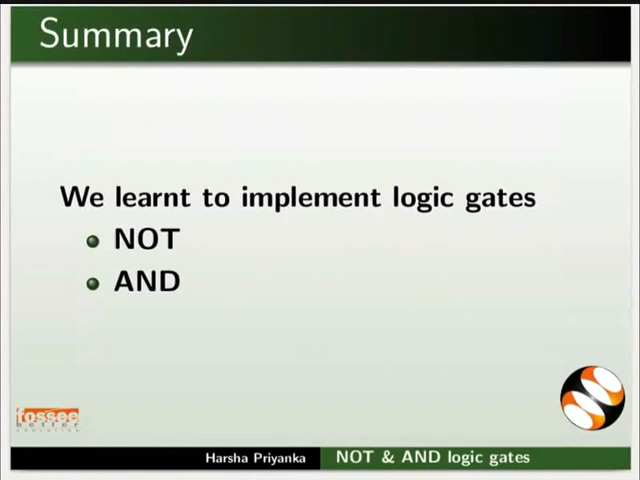 Summary
We learnt to implement logic gates
NOT
AND
fossee
Harsha Priyanka
NOT & AND logic gates